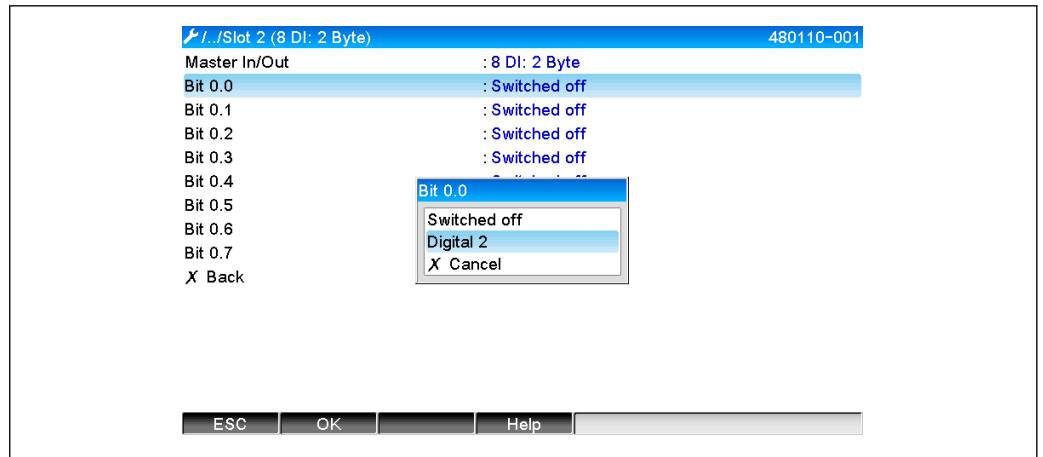 /../Slot 2 (8 DI: 2 Byte) 480110-001
Master In/Out : 8 DI: 2 Byte
Bit 0.0 : Switched off
Bit 0.1 : Switched off
Bit 0.2 : Switched off
Bit 0.3 : Switched off
Bit 0.4
Bit 0.5
Bit 0.6
Bit 0.7
X Back
Bit 0.0
Switched off
Digital 2
X Cancel
ESC OK Help